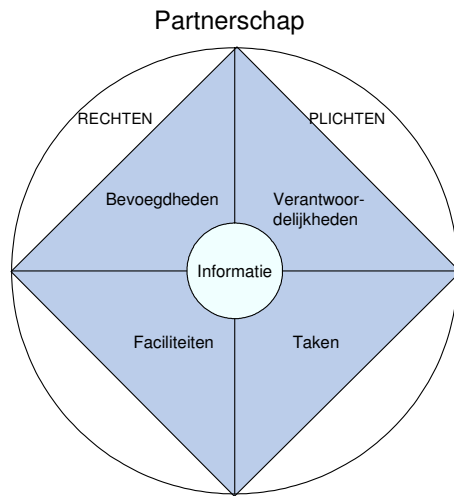 Partnerschap
RECHTEN
PLICHTEN
Bevoegdheden
Verantwoor-
delijkheden
Informatie
Faciliteiten
Taken